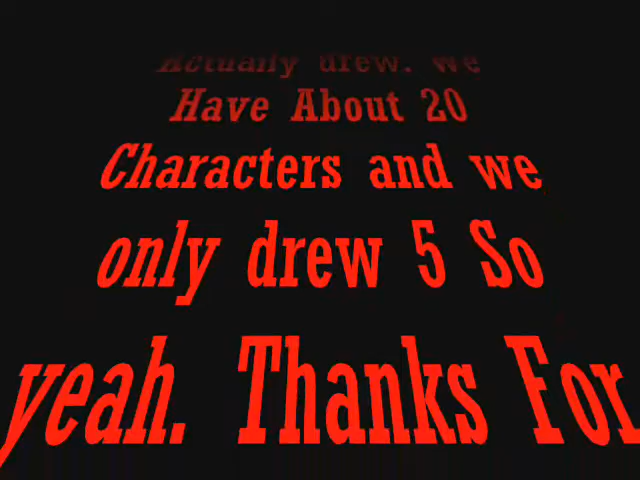 Actually drew. We
Have About 20
Characters and we
only drew 5 So
yeah. Thanks For